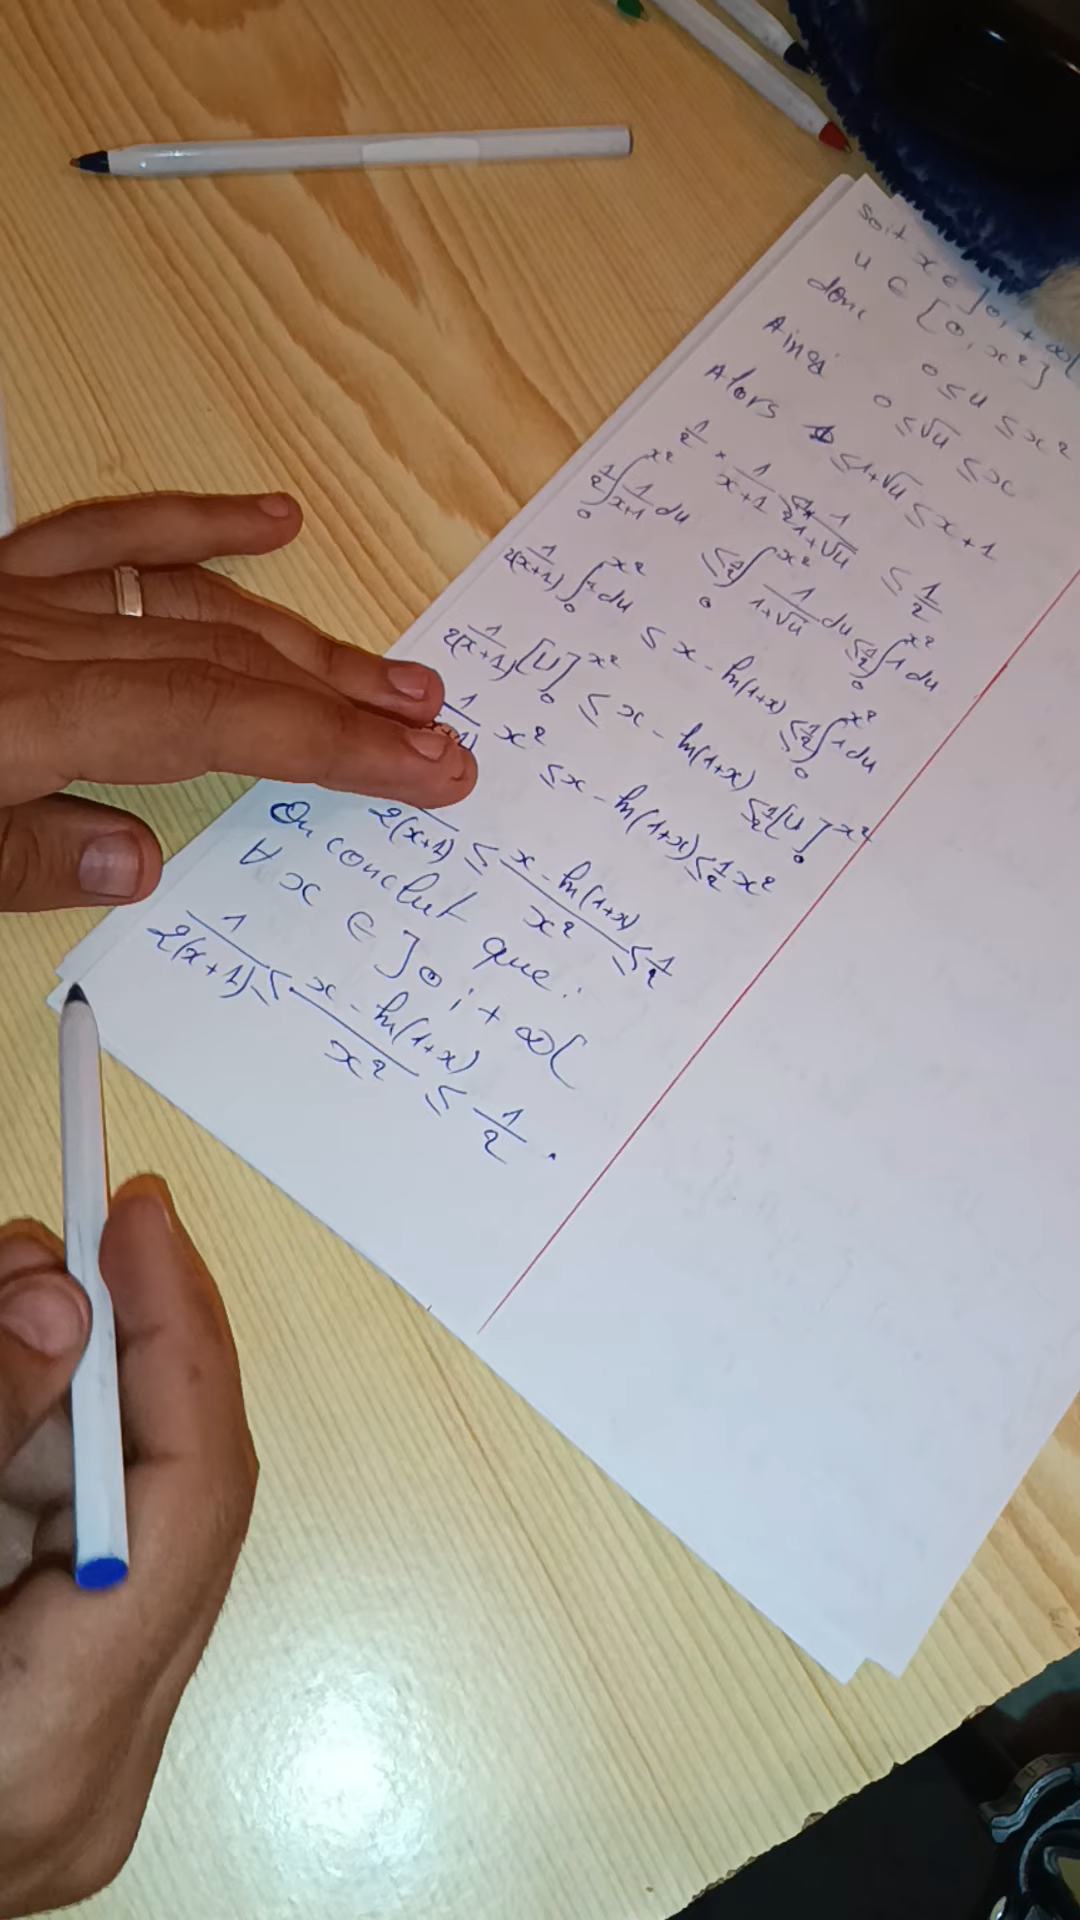 Soit x ∈ ]0, +∞[
u ∈ [0, x²]
donc 0 ≤ u ≤ x²
Ainsi 0 ≤ √u ≤ x
Alors 1 ≤ 1+√u ≤ x+1
1/2 × 1/(x+1) ≤ 1/2 × 1/(1+√u) ≤ 1/2
1/2 ∫₀^x² 1/(x+1) du ≤ 1/2 ∫₀^x² 1/(1+√u) du ≤ 1/2 ∫₀^x² 1 du
1/(2(x+1)) ∫₀^x² 1 du ≤ x - ln(1+x) ≤ 1/2 ∫₀^x² 1 du
1/(2(x+1)) [U]₀^x² ≤ x - ln(1+x) ≤ 1/2 [U]₀^x²
1/ x² ≤ x - ln(1+x) ≤ 1/2 x²
/(2(x+1)) ≤ (x - ln(1+x))/x² ≤ 1/2
On conclut que :
∀ x ∈ ]0 ; +∞[
1/(2(x+1)) ≤ (x - ln(1+x))/x² ≤ 1/2 .